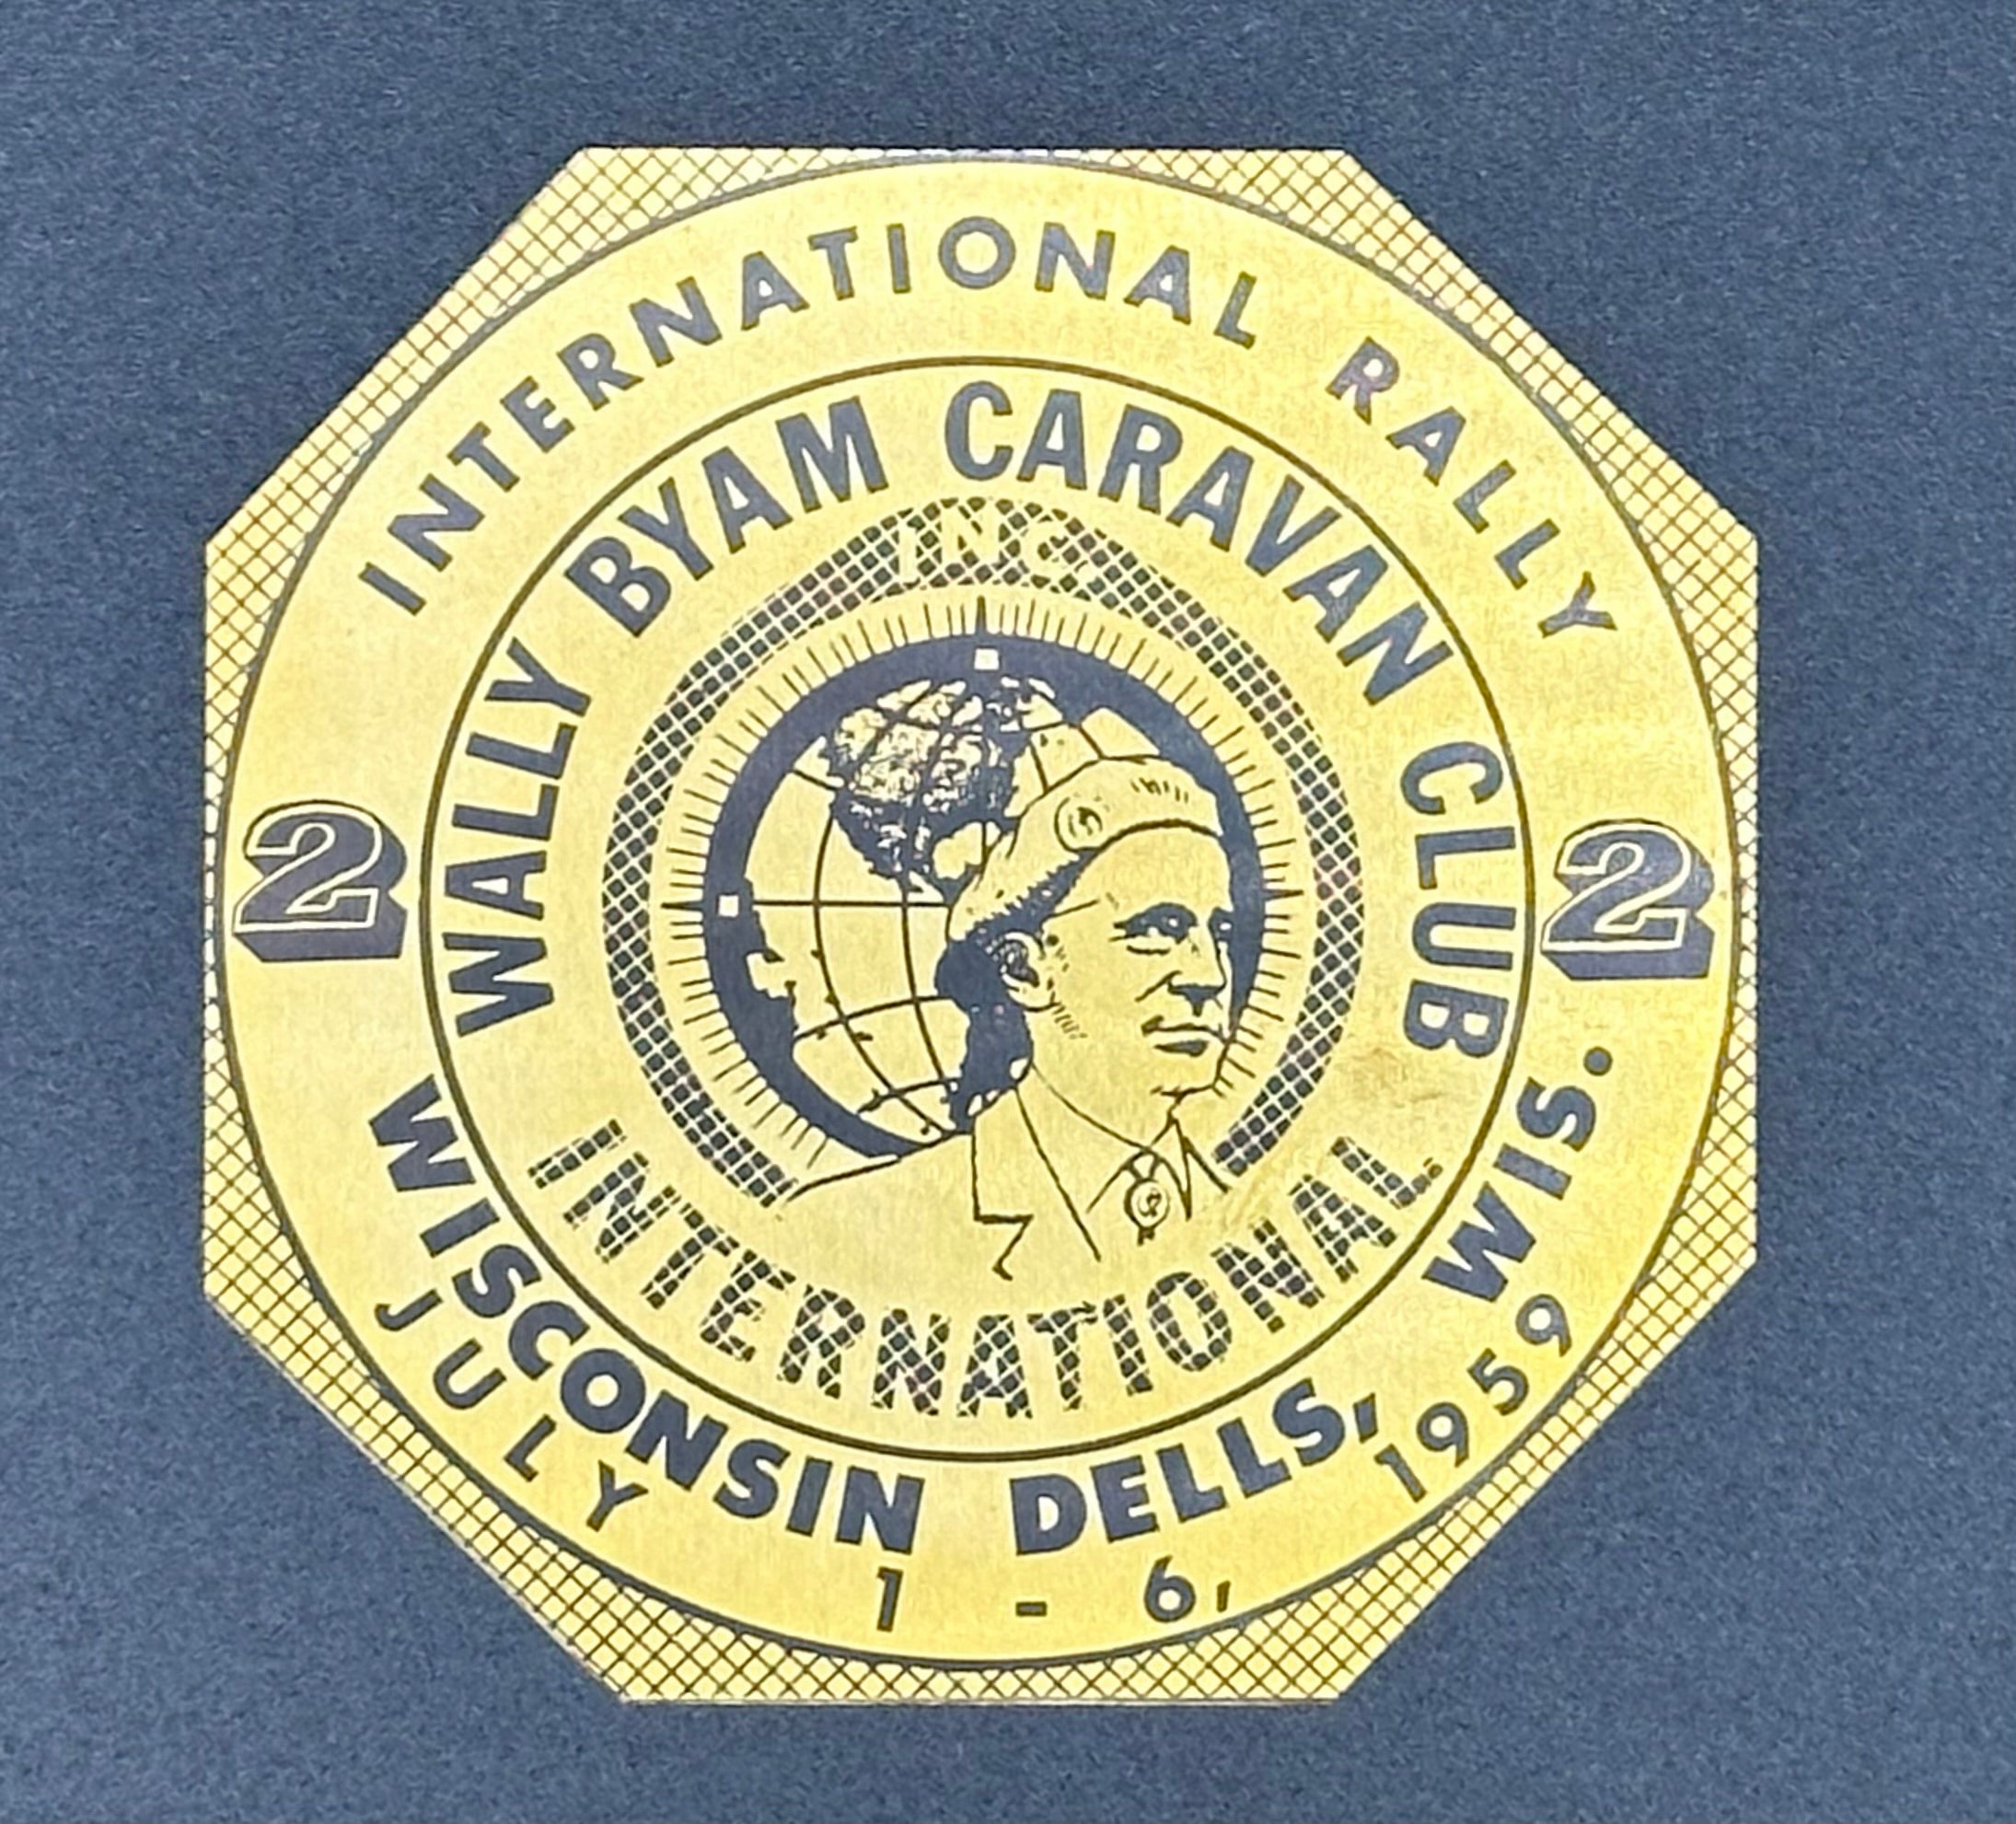 INTERNATIONAL RALLY
WALLY BYAM CARAVAN CLUB
INC.
2
2
INTERNATIONAL
WISCONSIN DELLS, WIS.
JULY 1 - 6, 1959